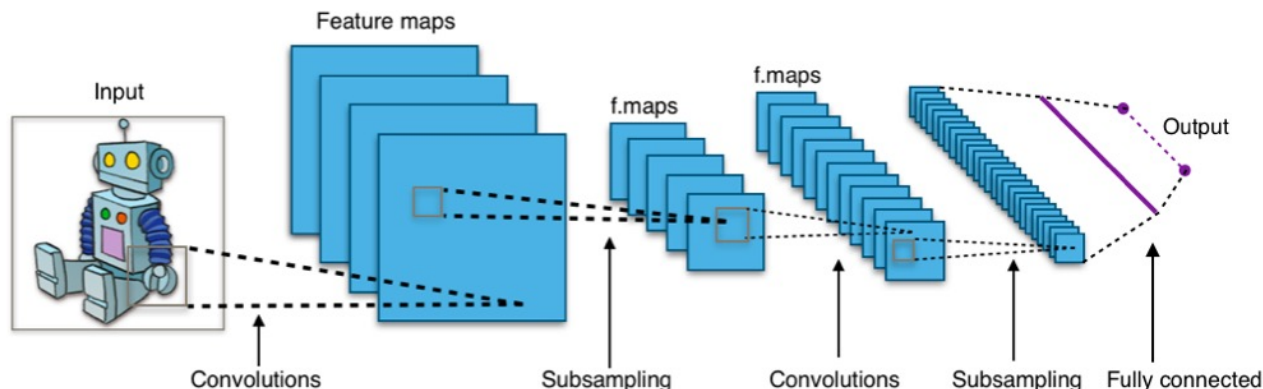 Feature maps
f.maps
f.maps
Input
Output
Convolutions
Subsampling
Convolutions
Subsampling
Fully connected